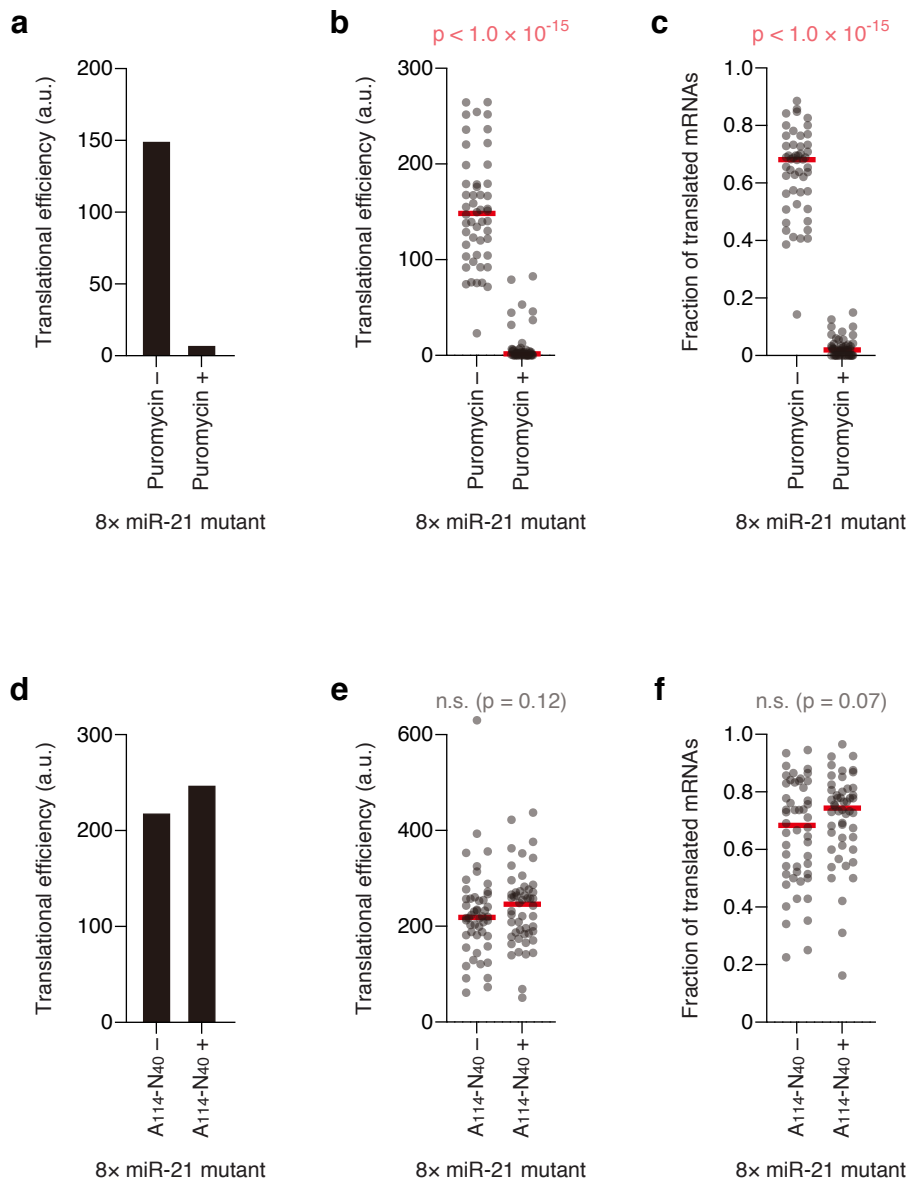 a
Translational efficiency (a.u.)
200
150
100
50
0
Puromycin –
Puromycin +
8× miR-21 mutant
b
p < 1.0 × 10⁻¹⁵
Translational efficiency (a.u.)
300
200
100
0
Puromycin –
Puromycin +
8× miR-21 mutant
c
p < 1.0 × 10⁻¹⁵
Fraction of translated mRNAs
1.0
0.8
0.6
0.4
0.2
0
Puromycin –
Puromycin +
8× miR-21 mutant
d
Translational efficiency (a.u.)
300
200
100
0
A₁₁₄-N₄₀ –
A₁₁₄-N₄₀ +
8× miR-21 mutant
e
n.s. (p = 0.12)
Translational efficiency (a.u.)
600
400
200
0
A₁₁₄-N₄₀ –
A₁₁₄-N₄₀ +
8× miR-21 mutant
f
n.s. (p = 0.07)
Fraction of translated mRNAs
1.0
0.8
0.6
0.4
0.2
0
A₁₁₄-N₄₀ –
A₁₁₄-N₄₀ +
8× miR-21 mutant